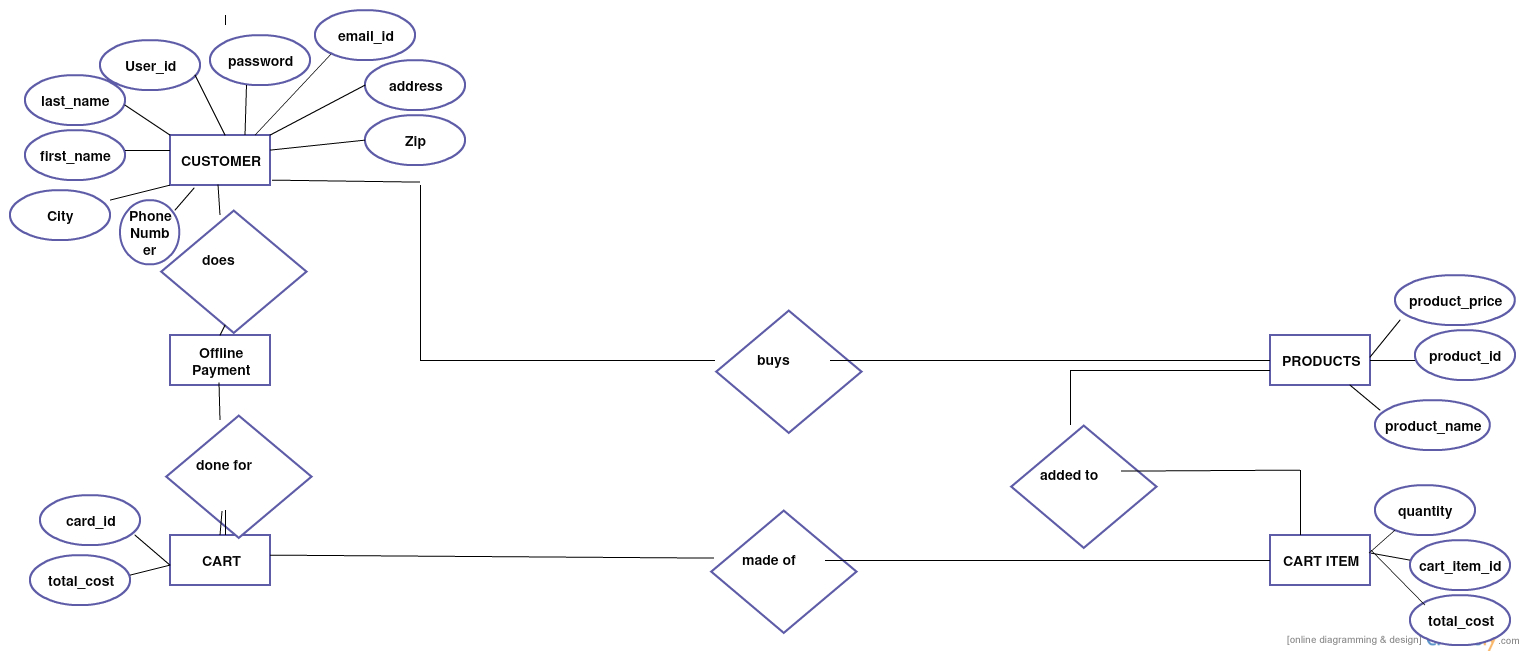 email_id
User_id
password
address
last_name
Zip
first_name
CUSTOMER
City
Phone
Numb
er
does
product_price
Offline
Payment
buys
PRODUCTS
product_id
product_name
done for
added to
quantity
card_id
CART
made of
CART ITEM
cart_item_id
total_cost
total_cost
[online diagramming & design]
.com